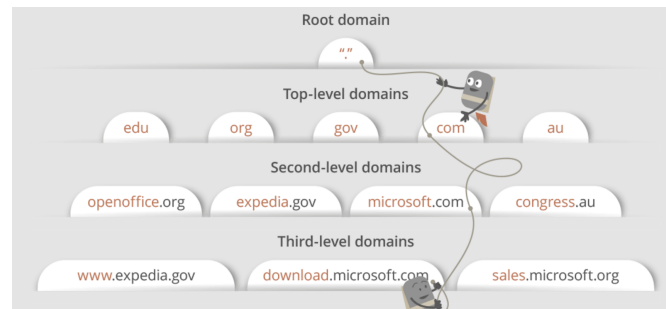 Root domain
"."
Top-level domains
edu org gov com au
Second-level domains
openoffice.org expedia.gov microsoft.com congress.au
Third-level domains
www.expedia.gov download.microsoft.com sales.microsoft.org